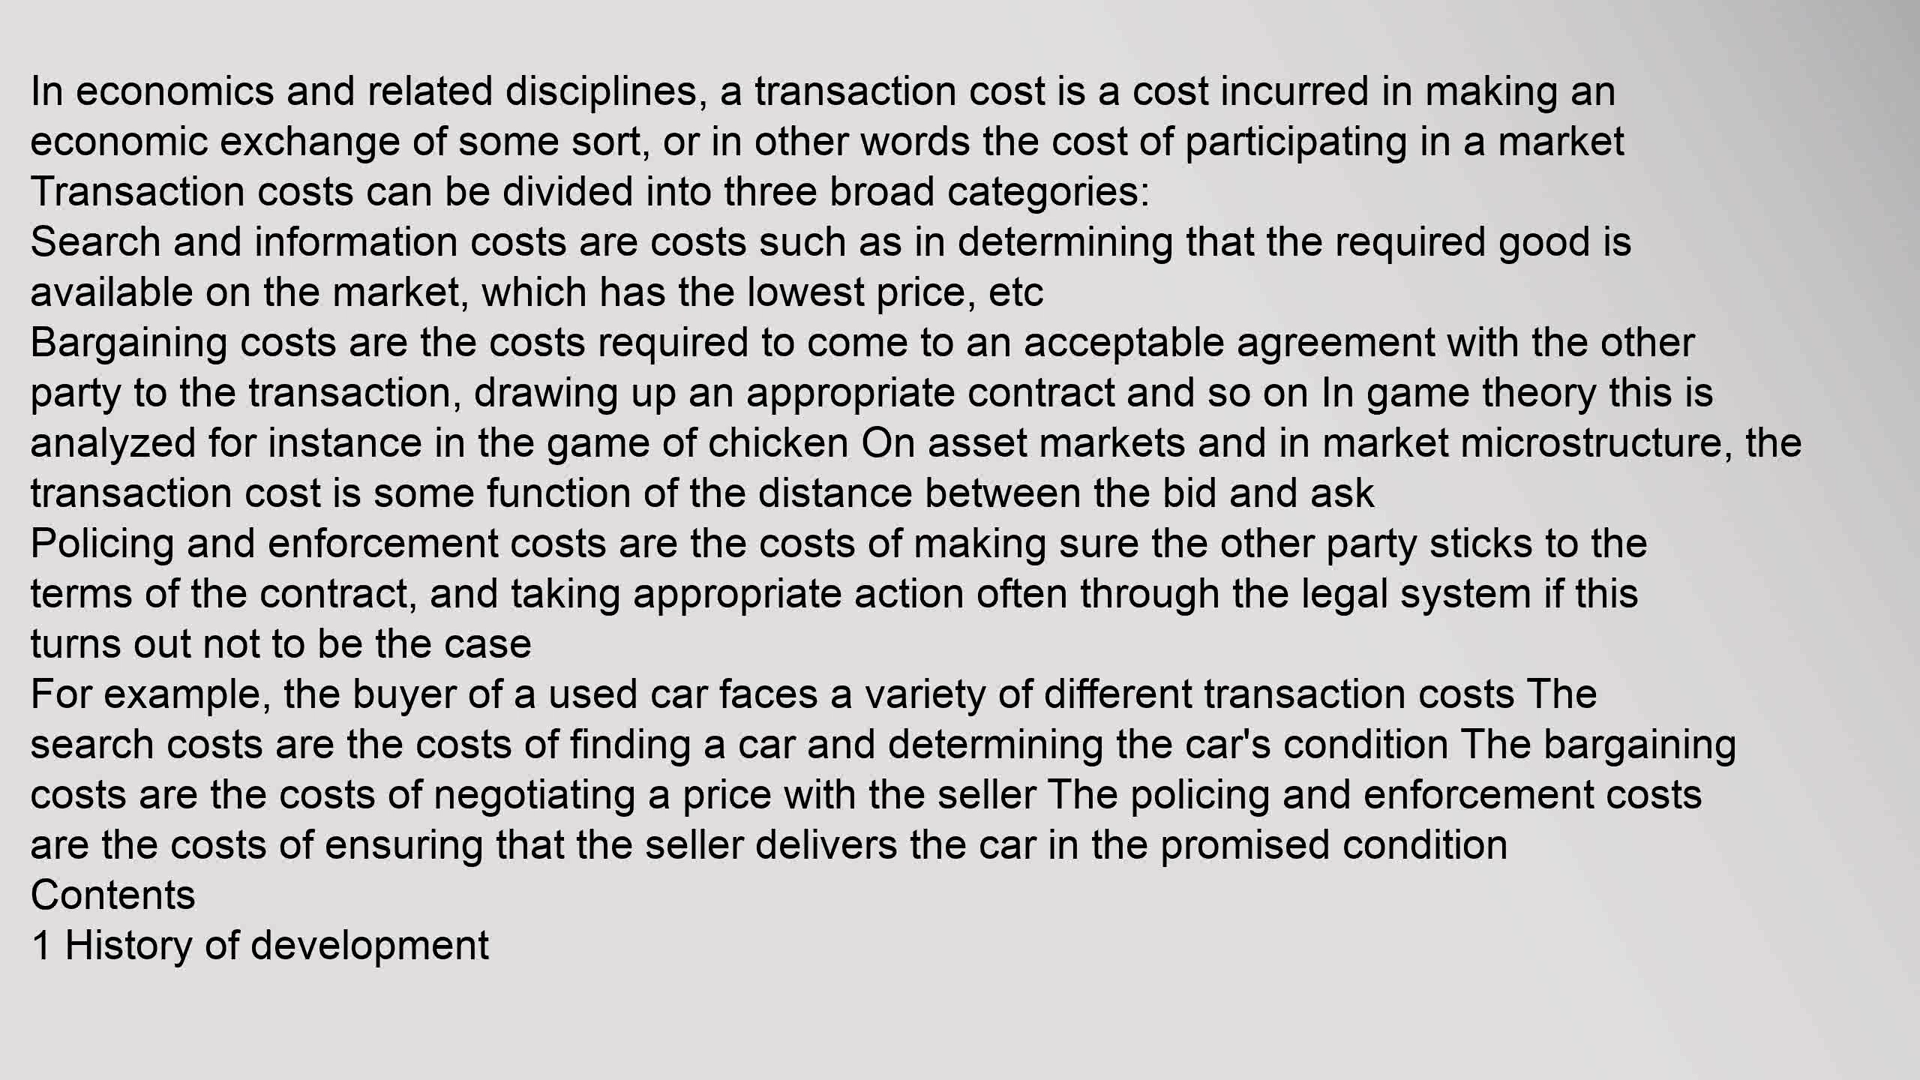 In economics and related disciplines, a transaction cost is a cost incurred in making an
economic exchange of some sort, or in other words the cost of participating in a market
Transaction costs can be divided into three broad categories:
Search and information costs are costs such as in determining that the required good is
available on the market, which has the lowest price, etc
Bargaining costs are the costs required to come to an acceptable agreement with the other
party to the transaction, drawing up an appropriate contract and so on In game theory this is
analyzed for instance in the game of chicken On asset markets and in market microstructure, the
transaction cost is some function of the distance between the bid and ask
Policing and enforcement costs are the costs of making sure the other party sticks to the
terms of the contract, and taking appropriate action often through the legal system if this
turns out not to be the case
For example, the buyer of a used car faces a variety of different transaction costs The
search costs are the costs of finding a car and determining the car's condition The bargaining
costs are the costs of negotiating a price with the seller The policing and enforcement costs
are the costs of ensuring that the seller delivers the car in the promised condition
Contents
1 History of development